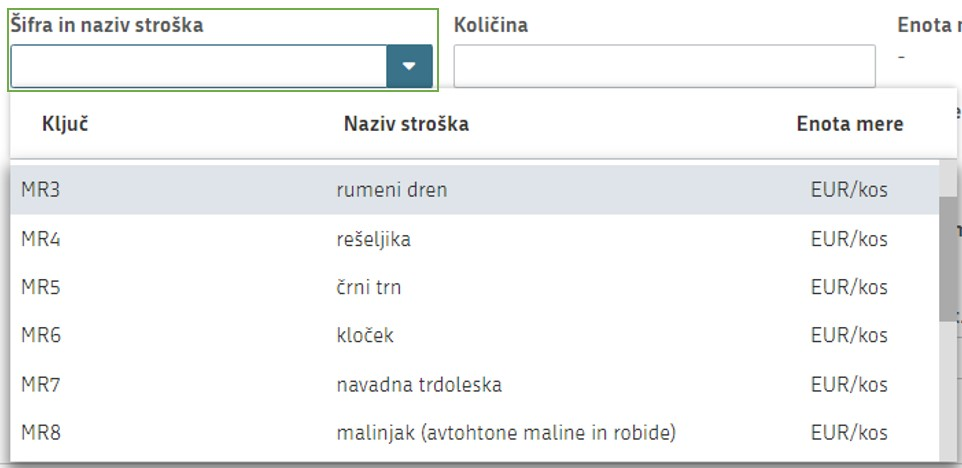 Šifra in naziv stroška Količina Enota
-
Ključ Naziv stroška Enota mere
MR3 rumeni dren EUR/kos
MR4 rešeljika EUR/kos
MR5 črni trn EUR/kos
MR6 kloček EUR/kos
MR7 navadna trdoleska EUR/kos
MR8 malinjak (avtohtone maline in robide) EUR/kos